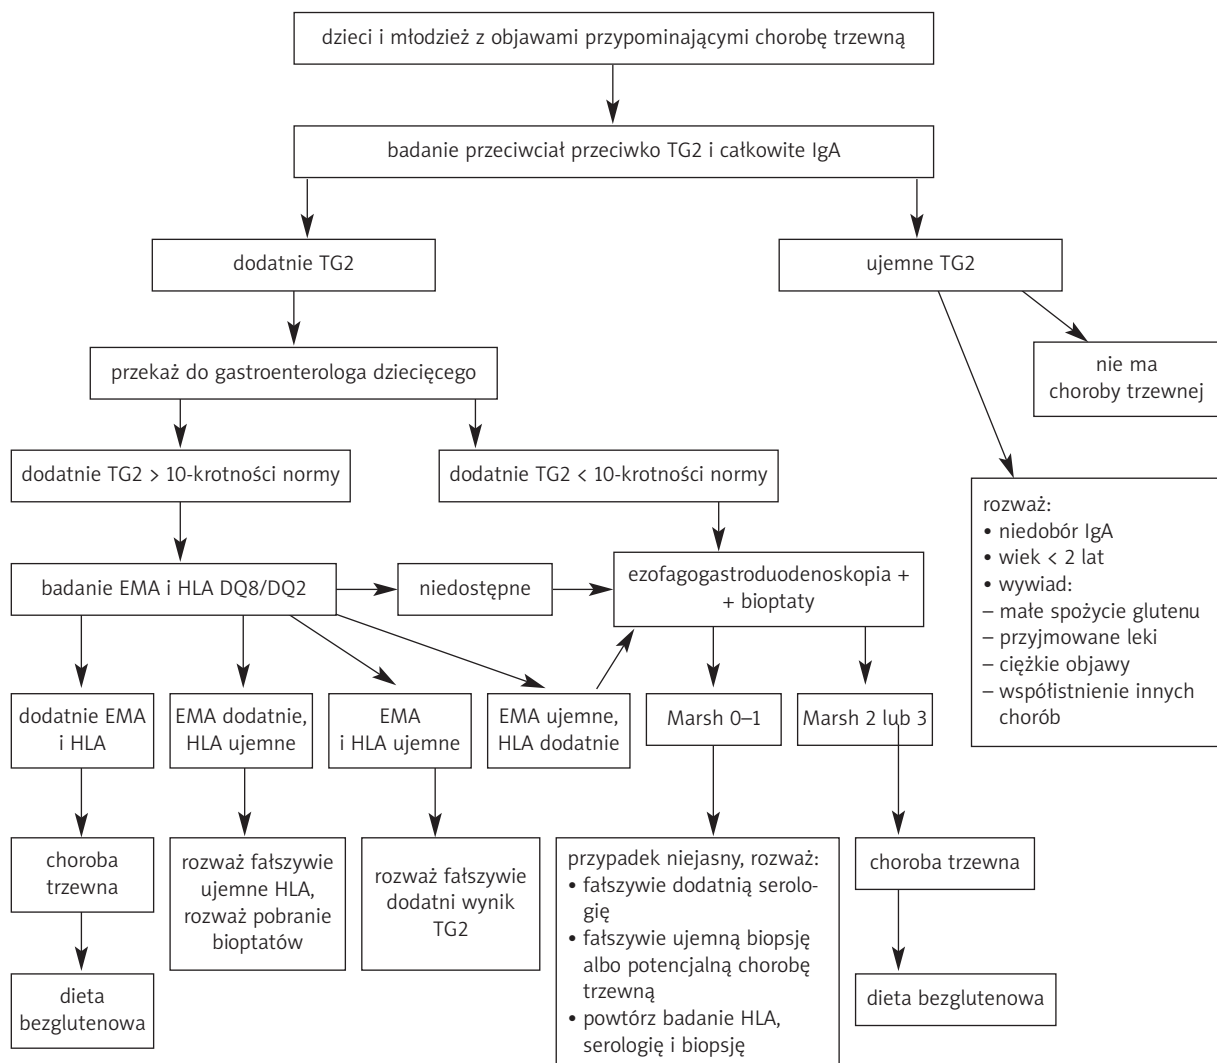 dzieci i młodzież z objawami przypominającymi chorobę trzewną
badanie przeciwciał przeciwko TG2 i całkowite IgA
dodatnie TG2
ujemne TG2
przekaż do gastroenterologa dziecięcego
nie ma
choroby trzewnej
dodatnie TG2 > 10-krotności normy
dodatnie TG2 < 10-krotności normy
rozważ:
• niedobór IgA
• wiek < 2 lat
• wywiad:
– małe spożycie glutenu
– przyjmowane leki
– ciężkie objawy
– współistnienie innych
chorób
badanie EMA i HLA DQ8/DQ2
niedostępne
ezofagogastroduodenoskopia +
+ bioptaty
dodatnie EMA
i HLA
EMA dodatnie,
HLA ujemne
EMA
i HLA ujemne
EMA ujemne,
HLA dodatnie
Marsh 0–1
Marsh 2 lub 3
choroba
trzewna
rozważ fałszywie
ujemne HLA,
rozważ pobranie
bioptatów
rozważ fałszywie
dodatni wynik
TG2
przypadek niejasny, rozważ:
• fałszywie dodatnią serolo-
gię
• fałszywie ujemną biopsję
albo potencjalną chorobę
trzewną
• powtórz badanie HLA,
serologię i biopsję
choroba trzewna
dieta
bezglutenowa
dieta bezglutenowa